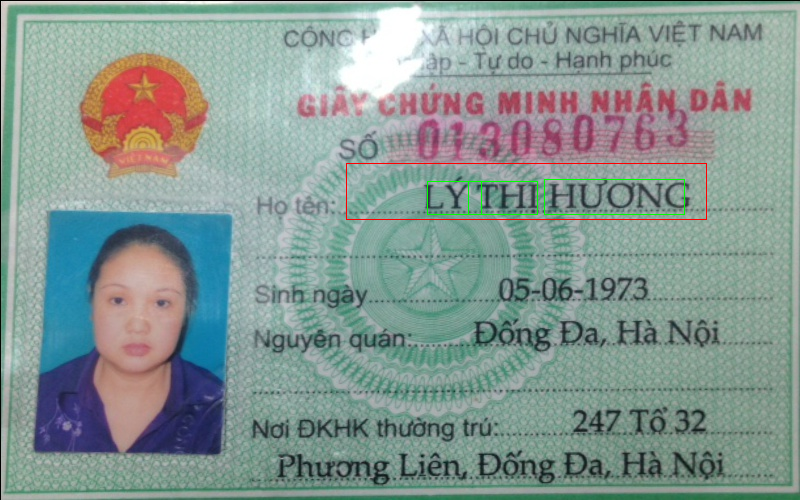 CỘNG XÃ HỘI CHỦ NGHĨA VIỆT NAM
lập - Tự do - Hạnh phúc
GIẤY CHỨNG MINH NHÂN DÂN
SỐ 013080763
VIỆT NAM
Họ tên: LÝ THỊ HƯƠNG
Sinh ngày 05-06-1973
Nguyên quán: Đống Đa, Hà Nội
Nơi ĐKHK thường trú: 247 Tổ 32
Phương Liên, Đống Đa, Hà Nội